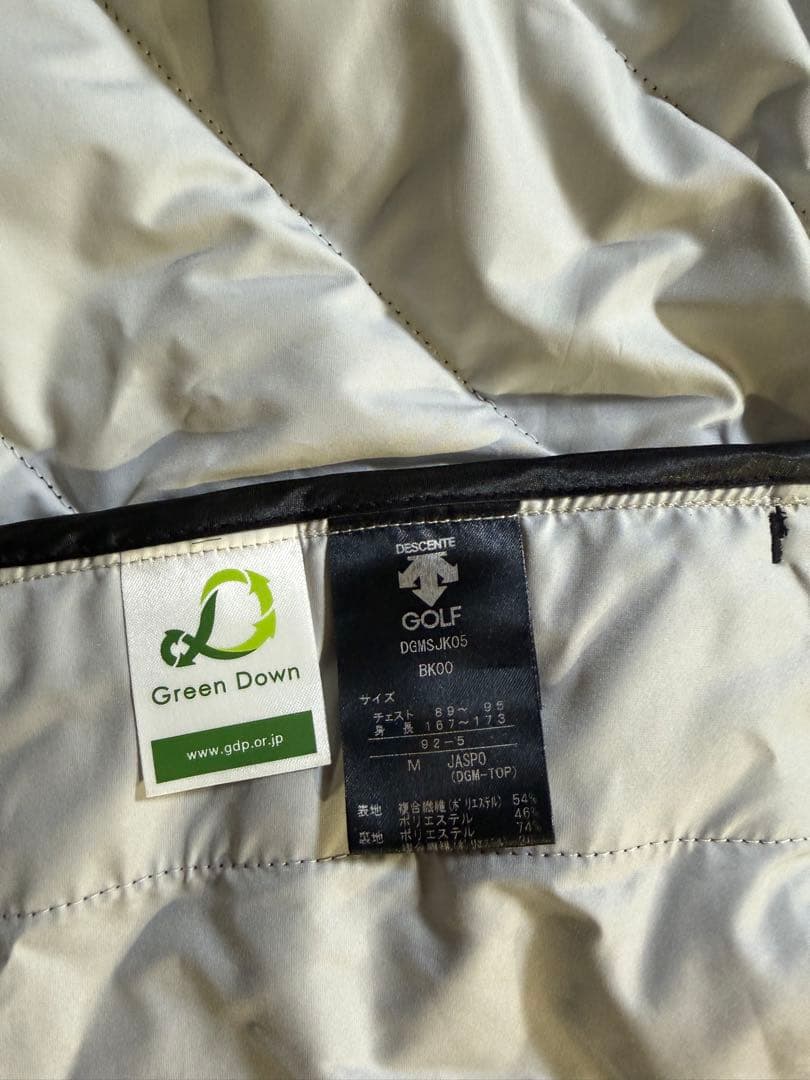 Green Down
www.gdp.or.jp
DESCENTE
GOLF
DGMSJK05
BK00
サイズ
チェスト 89～ 95
身 長 167～173
92-5
M JASPO
(DGM-TOP)
表地 複合繊維(ポリエステル) 54%
ポリエステル 46%
裏地 ポリエステル 74%